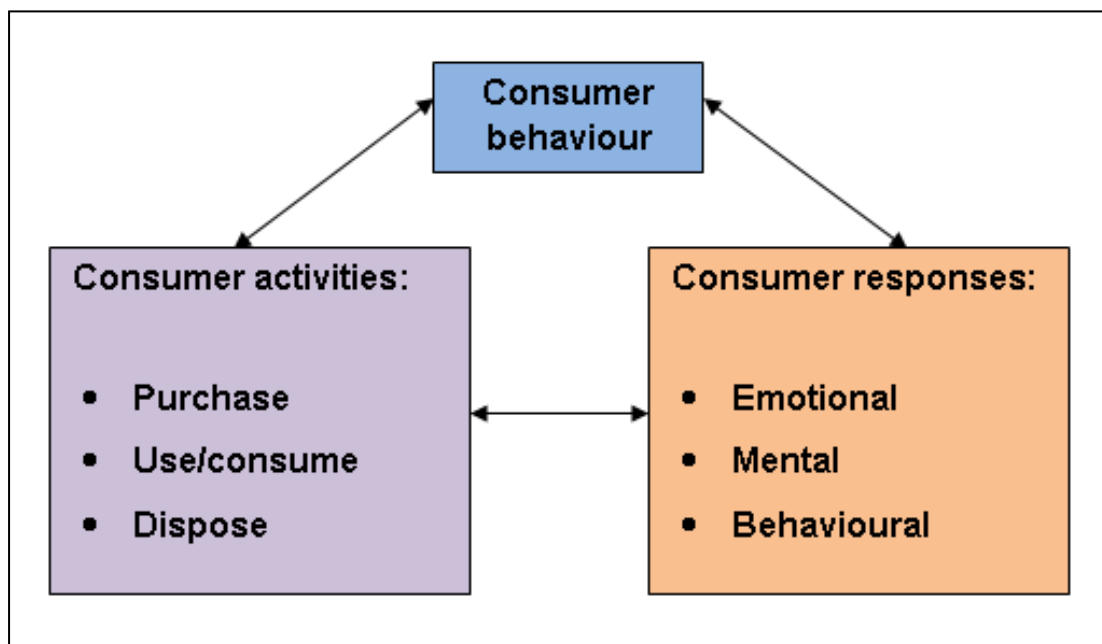 Consumer
behaviour
Consumer activities:
• Purchase
• Use/consume
• Dispose
Consumer responses:
• Emotional
• Mental
• Behavioural